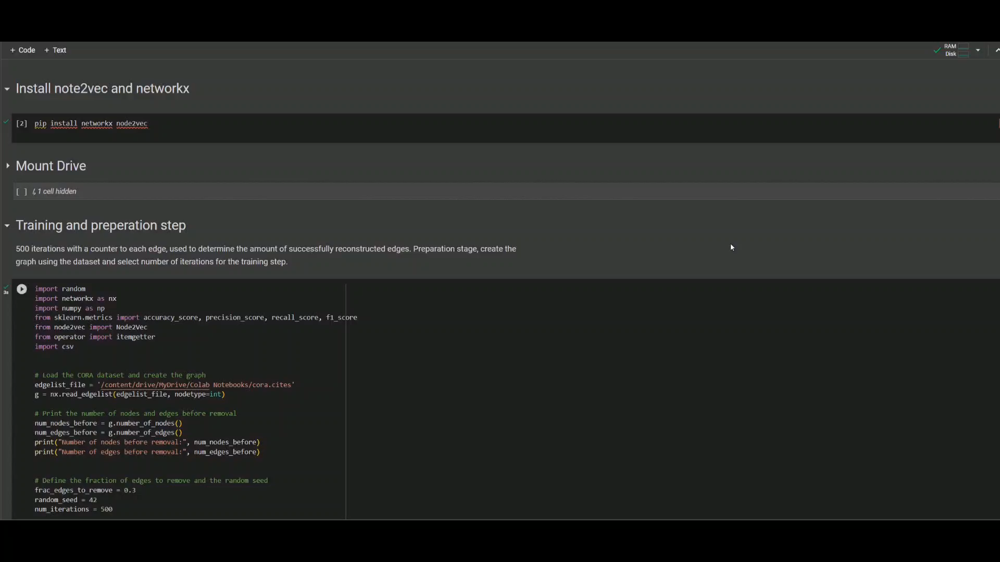 + Code + Text
RAM
Disk
Install note2vec and networkx
[2] pip install networkx node2vec
Mount Drive
[ ] 1 cell hidden
Training and preperation step
500 iterations with a counter to each edge, used to determine the amount of successfully reconstructed edges. Preparation stage, create the
graph using the dataset and select number of iterations for the training step.
3s
import random
import networkx as nx
import numpy as np
from sklearn.metrics import accuracy_score, precision_score, recall_score, f1_score
from node2vec import Node2Vec
from operator import itemgetter
import csv
# Load the CORA dataset and create the graph
edgelist_file = '/content/drive/MyDrive/Colab Notebooks/cora.cites'
g = nx.read_edgelist(edgelist_file, nodetype=int)
# Print the number of nodes and edges before removal
num_nodes_before = g.number_of_nodes()
num_edges_before = g.number_of_edges()
print("Number of nodes before removal:", num_nodes_before)
print("Number of edges before removal:", num_edges_before)
# Define the fraction of edges to remove and the random seed
frac_edges_to_remove = 0.3
random_seed = 42
num_iterations = 500